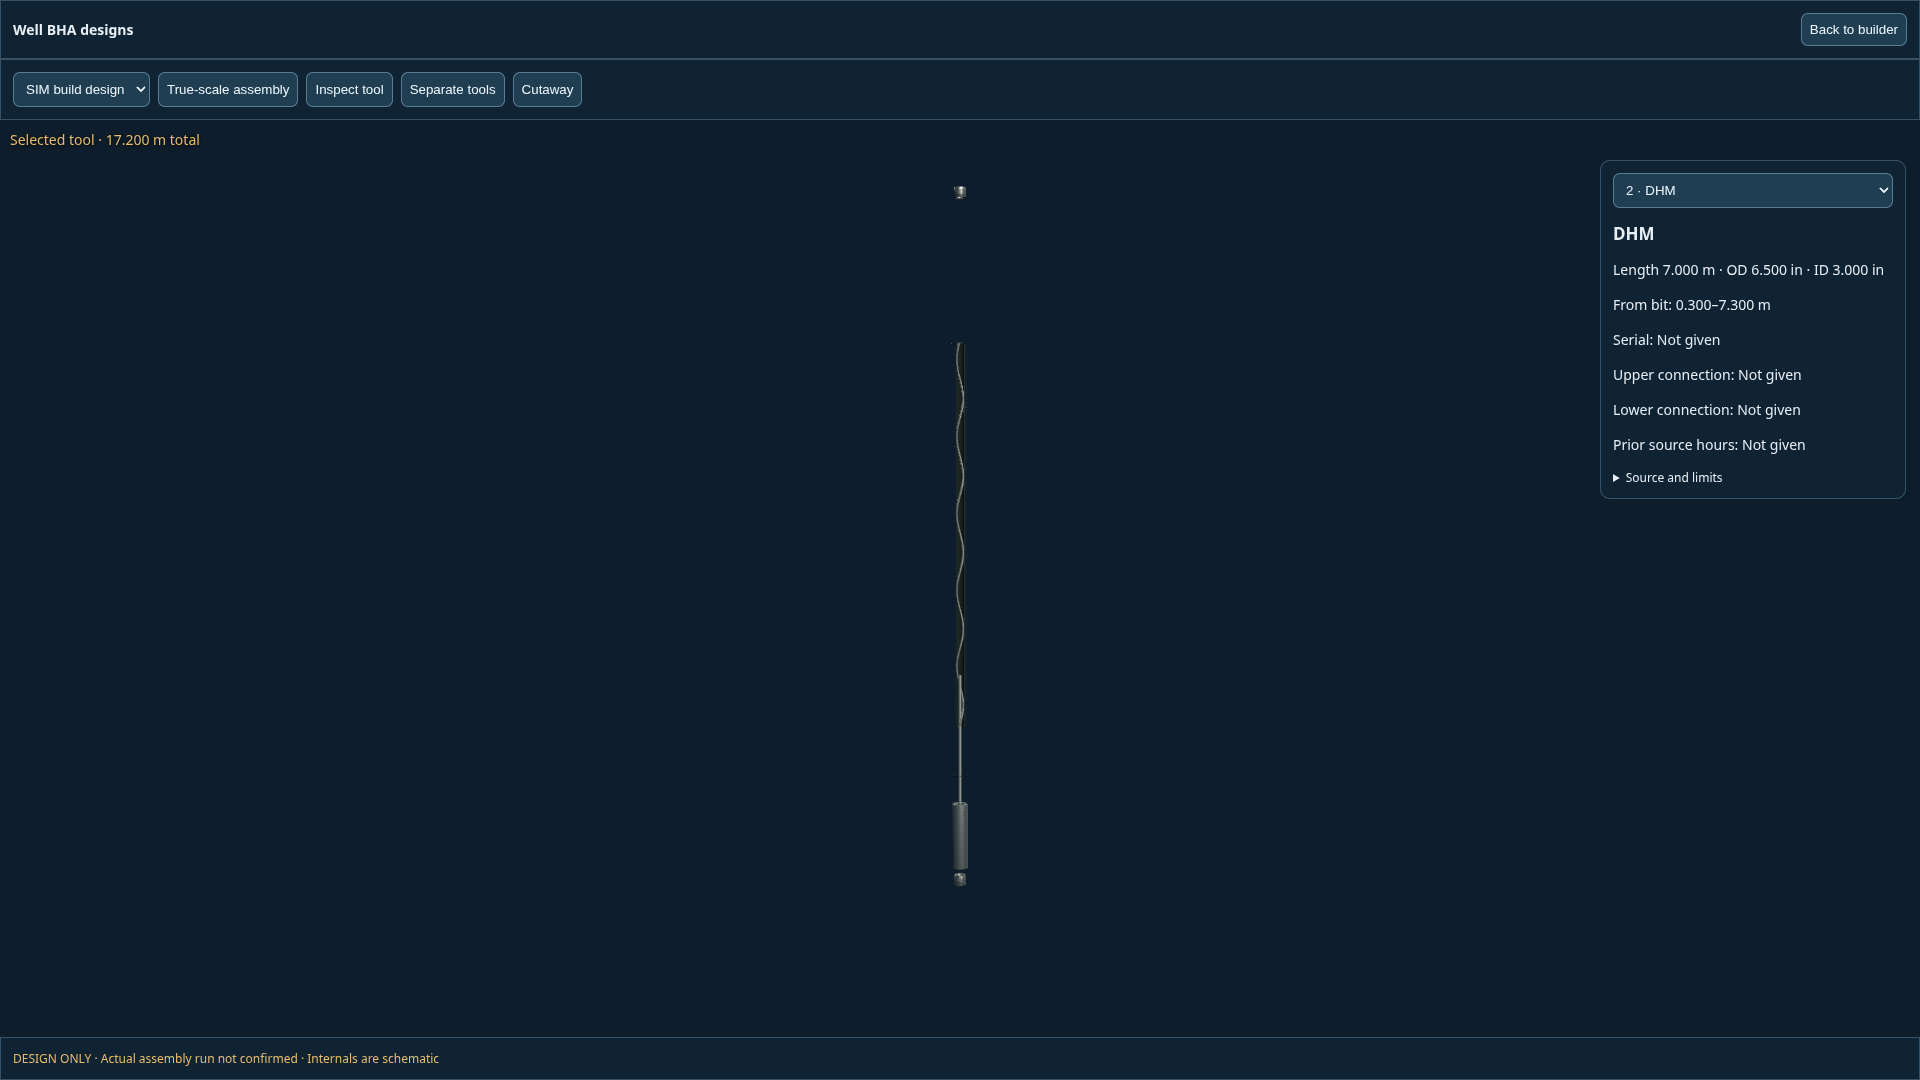 Well BHA designs
Back to builder
SIM build design
True-scale assembly
Inspect tool
Separate tools
Cutaway
Selected tool · 17.200 m total
2 · DHM
DHM
Length 7.000 m · OD 6.500 in · ID 3.000 in
From bit: 0.300–7.300 m
Serial: Not given
Upper connection: Not given
Lower connection: Not given
Prior source hours: Not given
Source and limits
DESIGN ONLY · Actual assembly run not confirmed · Internals are schematic